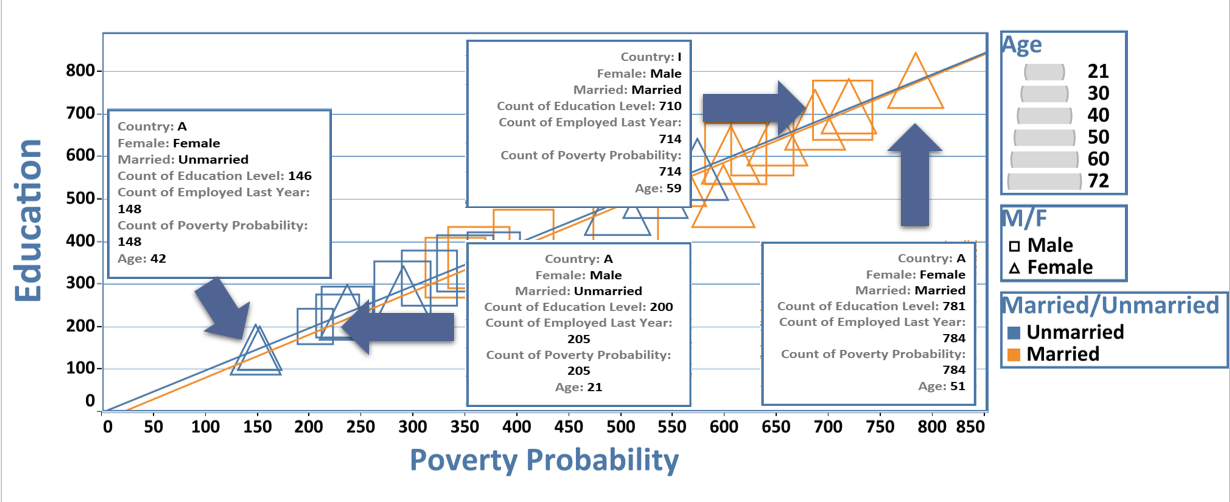 Education
800
700
600
500
400
300
200
100
0
0
50
100
150
200
250
300
350
400
450
500
550
600
650
700
750
800
850
Poverty Probability
Country: A
Female: Female
Married: Unmarried
Count of Education Level: 146
Count of Employed Last Year:
148
Count of Poverty Probability:
148
Age: 42
Country: I
Female: Male
Married: Married
Count of Education Level: 710
Count of Employed Last Year:
714
Count of Poverty Probability:
714
Age: 59
Country: A
Female: Male
Married: Unmarried
Count of Education Level: 200
Count of Employed Last Year:
205
Count of Poverty Probability:
205
Age: 21
Country: A
Female: Female
Married: Married
Count of Education Level: 781
Count of Employed Last Year:
784
Count of Poverty Probability:
784
Age: 51
Age
21
30
40
50
60
72
M/F
Male
Female
Married/Unmarried
Unmarried
Married